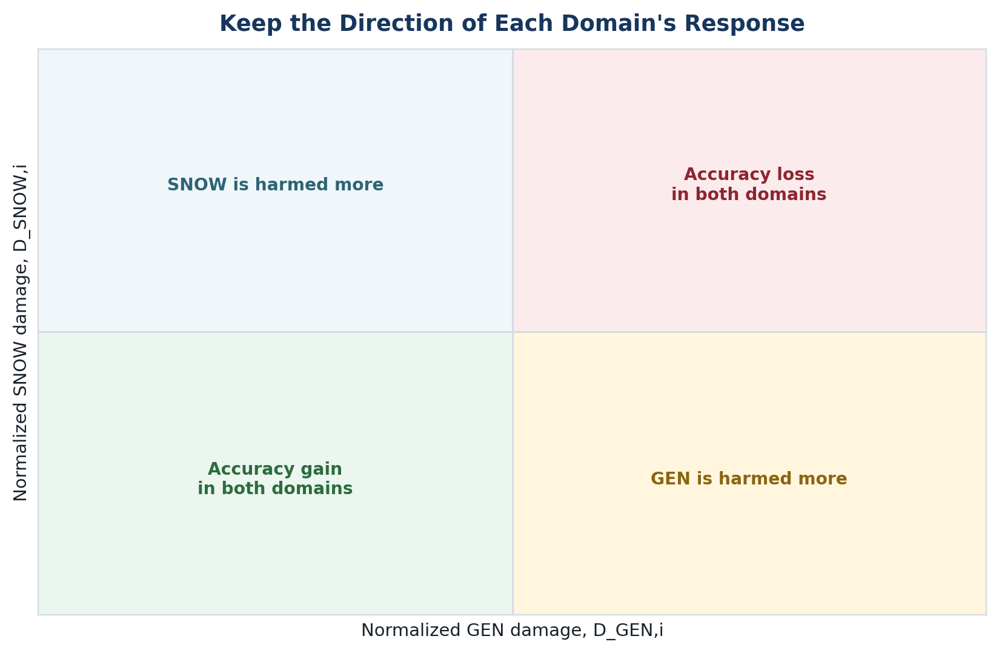 Keep the Direction of Each Domain's Response
Normalized SNOW damage, D_SNOW,i
SNOW is harmed more
Accuracy loss
in both domains
Accuracy gain
in both domains
GEN is harmed more
Normalized GEN damage, D_GEN,i